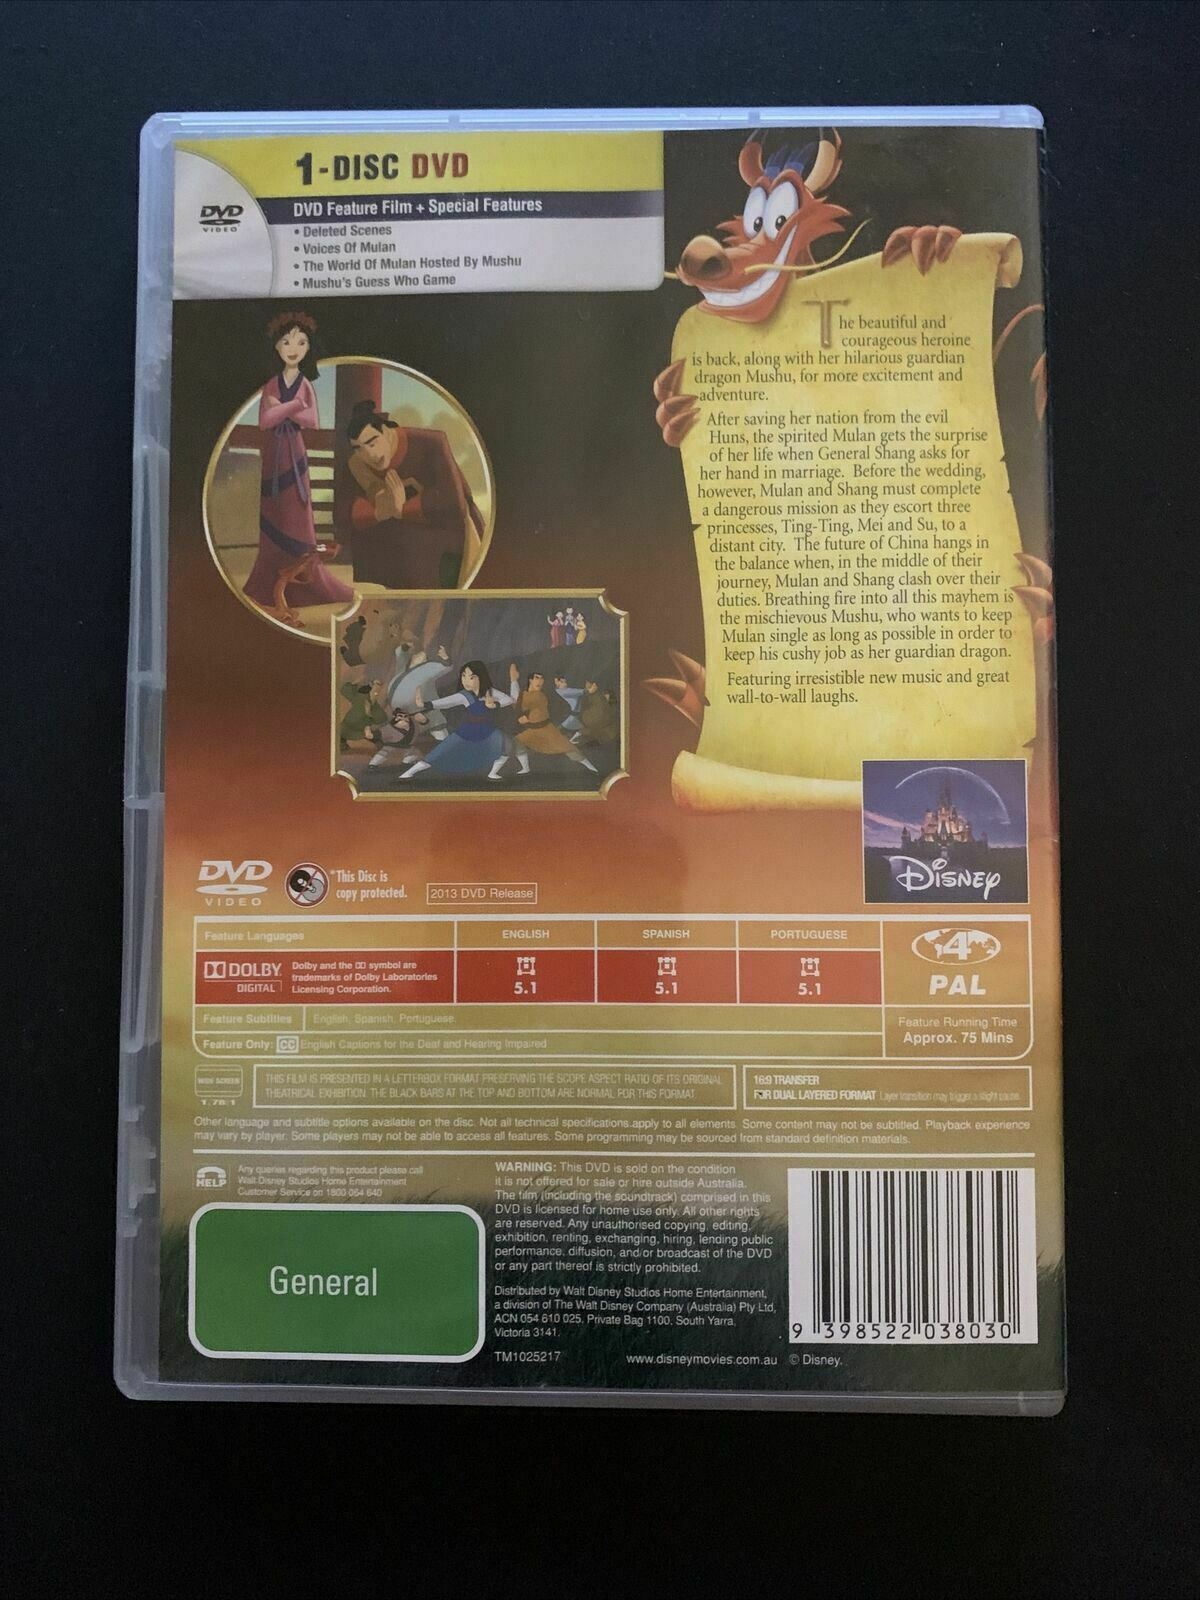 1-DISC DVD
DVD
VIDEO
DVD Feature Film + Special Features
• Deleted Scenes
• Voices Of Mulan
• The World Of Mulan Hosted By Mushu
• Mushu's Guess Who Game
The beautiful and
courageous heroine
is back, along with her hilarious guardian
dragon Mushu, for more excitement and
adventure.
After saving her nation from the evil
Huns, the spirited Mulan gets the surprise
of her life when General Shang asks for
her hand in marriage. Before the wedding,
however, Mulan and Shang must complete
a dangerous mission as they escort three
princesses, Ting-Ting, Mei and Su, to a
distant city. The future of China hangs in
the balance when, in the middle of their
journey, Mulan and Shang clash over their
duties. Breathing fire into all this mayhem is
the mischievous Mushu, who wants to keep
Mulan single as long as possible in order to
keep his cushy job as her guardian dragon.
Featuring irresistible new music and great
wall-to-wall laughs.
DISNEY
DVD
VIDEO
*This Disc is
copy protected.
2013 DVD Release
Feature Languages
ENGLISH
SPANISH
PORTUGUESE
DOLBY
DIGITAL
Dolby and the DD symbol are
trademarks of Dolby Laboratories
Licensing Corporation.
5.1
5.1
5.1
4
PAL
Feature Subtitles
English, Spanish, Portuguese.
Feature Only: CC English Captions for the Deaf and Hearing Impaired
Feature Running Time
Approx. 75 Mins
WIDE SCREEN
1.78:1
THIS FILM IS PRESENTED IN A LETTERBOX FORMAT PRESERVING THE SCOPE ASPECT RATIO OF ITS ORIGINAL
THEATRICAL EXHIBITION. THE BLACK BARS AT THE TOP AND BOTTOM ARE NORMAL FOR THIS FORMAT.
16:9 TRANSFER
FOR DUAL LAYERED FORMAT Layer transition may trigger a slight pause.
Other language and subtitle options available on the disc. Not all technical specifications apply to all elements. Some content may not be subtitled. Playback experience
may vary by player. Some players may not be able to access all features. Some programming may be sourced from standard definition materials.
HELP
Any queries regarding this product please call
Walt Disney Studios Home Entertainment
Customer Service on 1800 064 640
General
WARNING: This DVD is sold on the condition
it is not offered for sale or hire outside Australia.
The film (including the soundtrack) comprised in this
DVD is licensed for home use only. All other rights
are reserved. Any unauthorised copying, editing,
exhibition, renting, exchanging, hiring, lending public
performance, diffusion, and/or broadcast of the DVD
or any part thereof is strictly prohibited.
Distributed by Walt Disney Studios Home Entertainment,
a division of The Walt Disney Company (Australia) Pty Ltd,
ACN 054 610 025, Private Bag 1100, South Yarra,
Victoria 3141.
TM1025217
www.disneymovies.com.au © Disney.
9 398522 038030